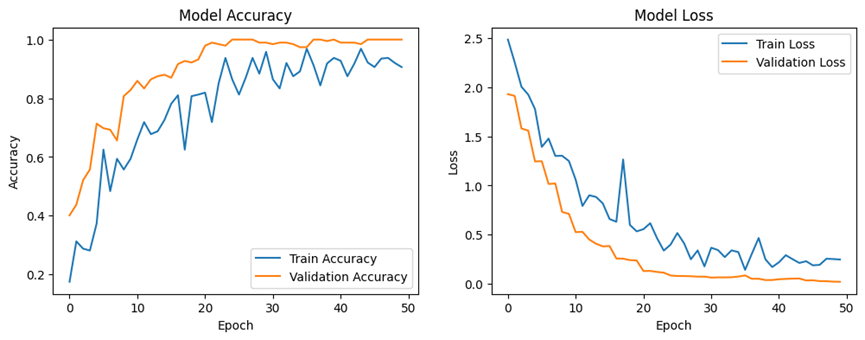 Model Accuracy
1.0
0.8
0.6
0.4
0.2
Accuracy
Train Accuracy
Validation Accuracy
0 10 20 30 40 50
Epoch
Model Loss
2.5
2.0
1.5
1.0
0.5
0.0
Loss
Train Loss
Validation Loss
0 10 20 30 40 50
Epoch